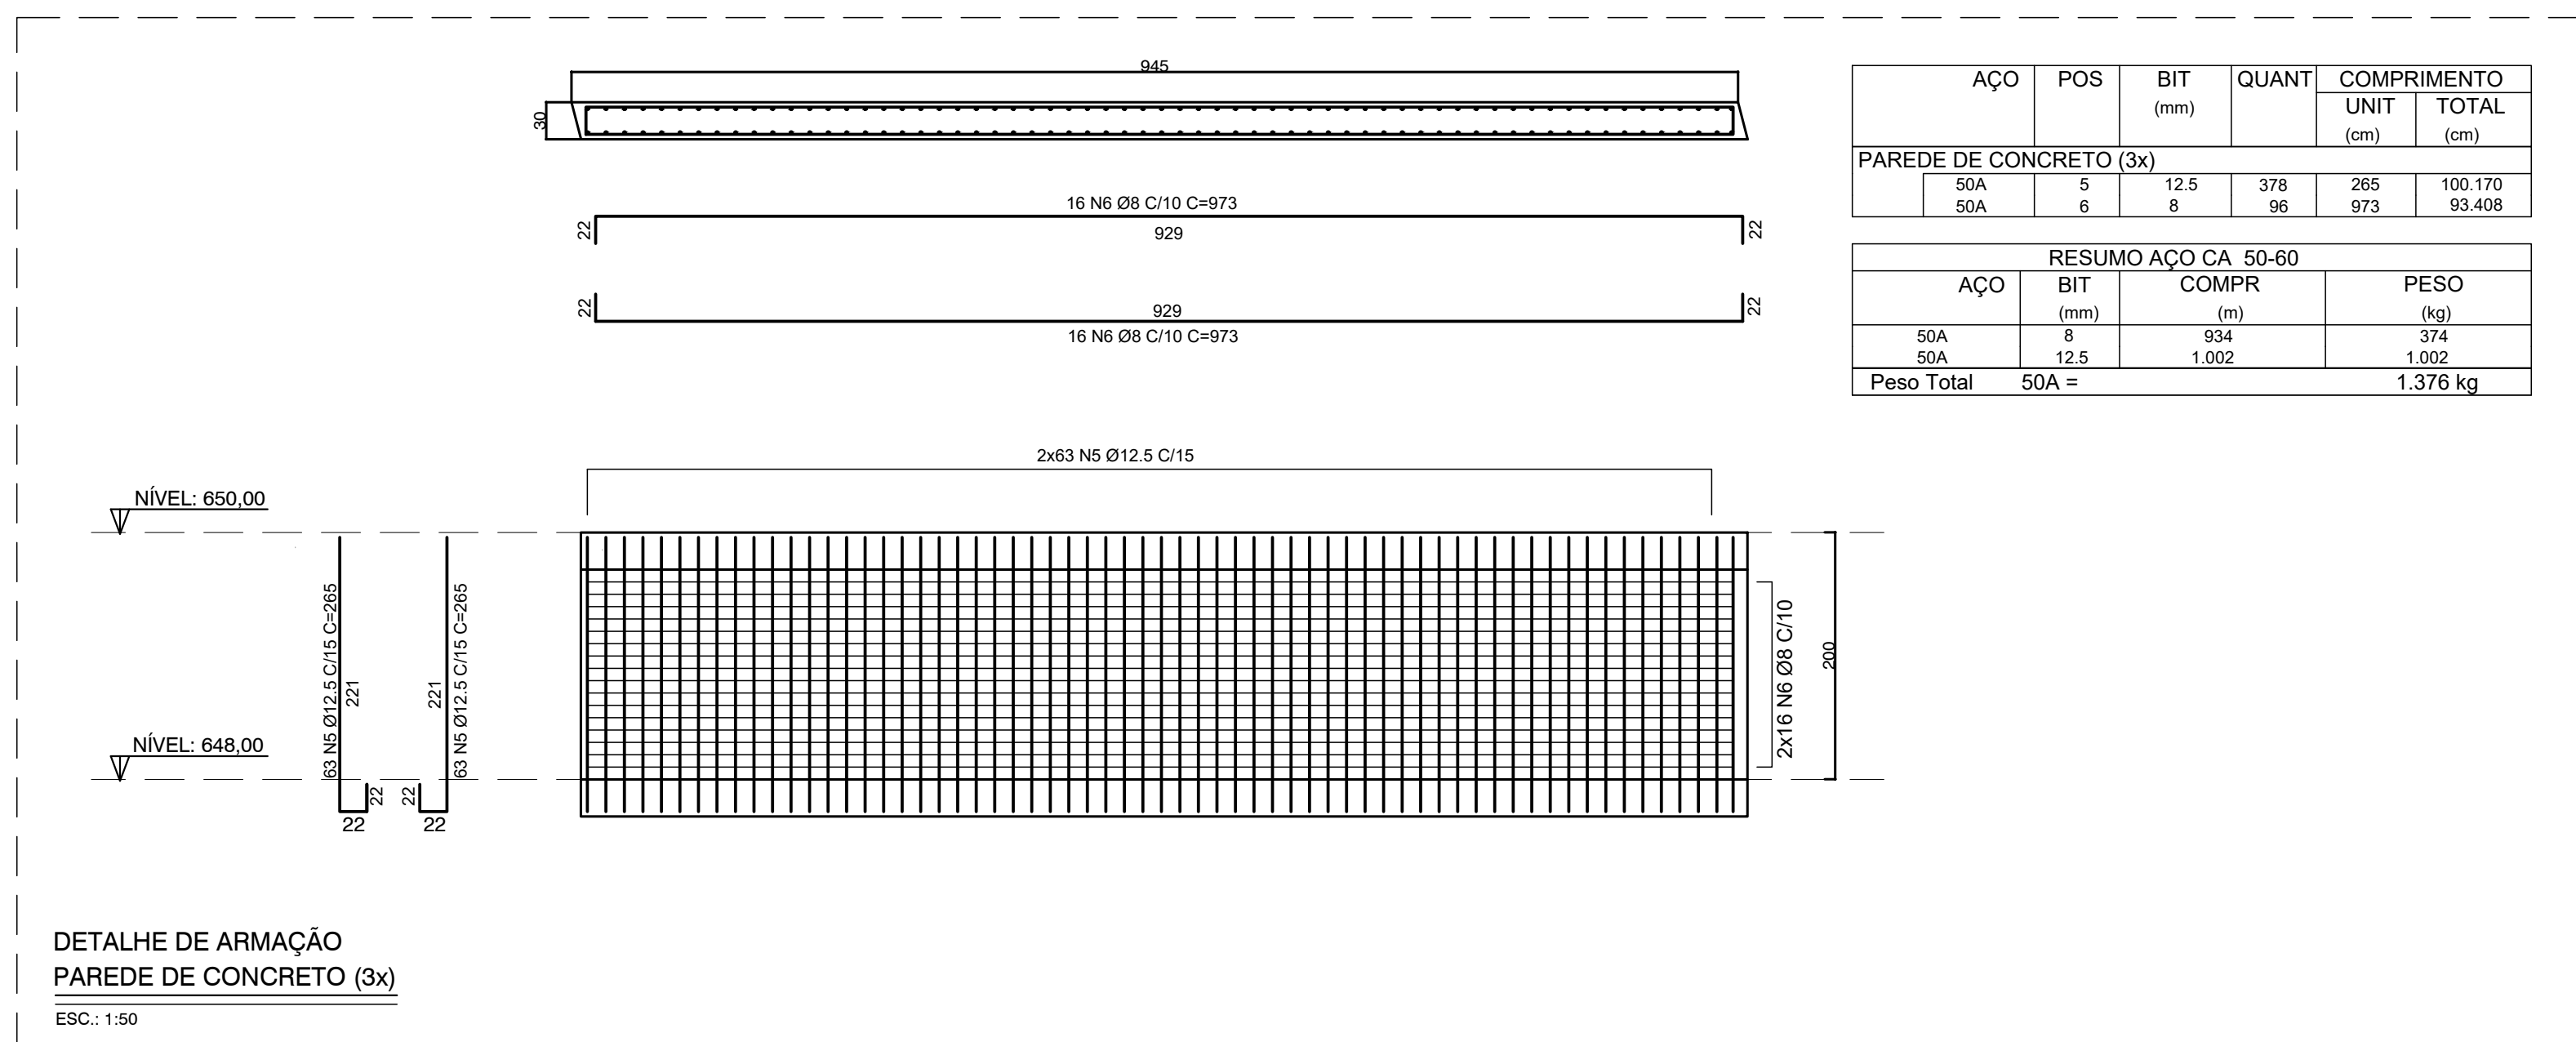 945
30
16 N6 Ø8 C/10 C=973
22
929
22
22
929
22
16 N6 Ø8 C/10 C=973
AÇO POS BIT QUANT COMPRIMENTO
(mm) UNIT TOTAL
(cm) (cm)
PAREDE DE CONCRETO (3x)
50A 5 12.5 378 265 100.170
50A 6 8 96 973 93.408
RESUMO AÇO CA 50-60
AÇO BIT COMPR PESO
(mm) (m) (kg)
50A 8 934 374
50A 12.5 1.002 1.002
Peso Total 50A = 1.376 kg
2x63 N5 Ø12.5 C/15
NÍVEL: 650,00
63 N5 Ø12.5 C/15 C=265
221
221
63 N5 Ø12.5 C/15 C=265
2x16 N6 Ø8 C/10
200
NÍVEL: 648,00
22
22
22
22
DETALHE DE ARMAÇÃO
PAREDE DE CONCRETO (3x)
ESC.: 1:50